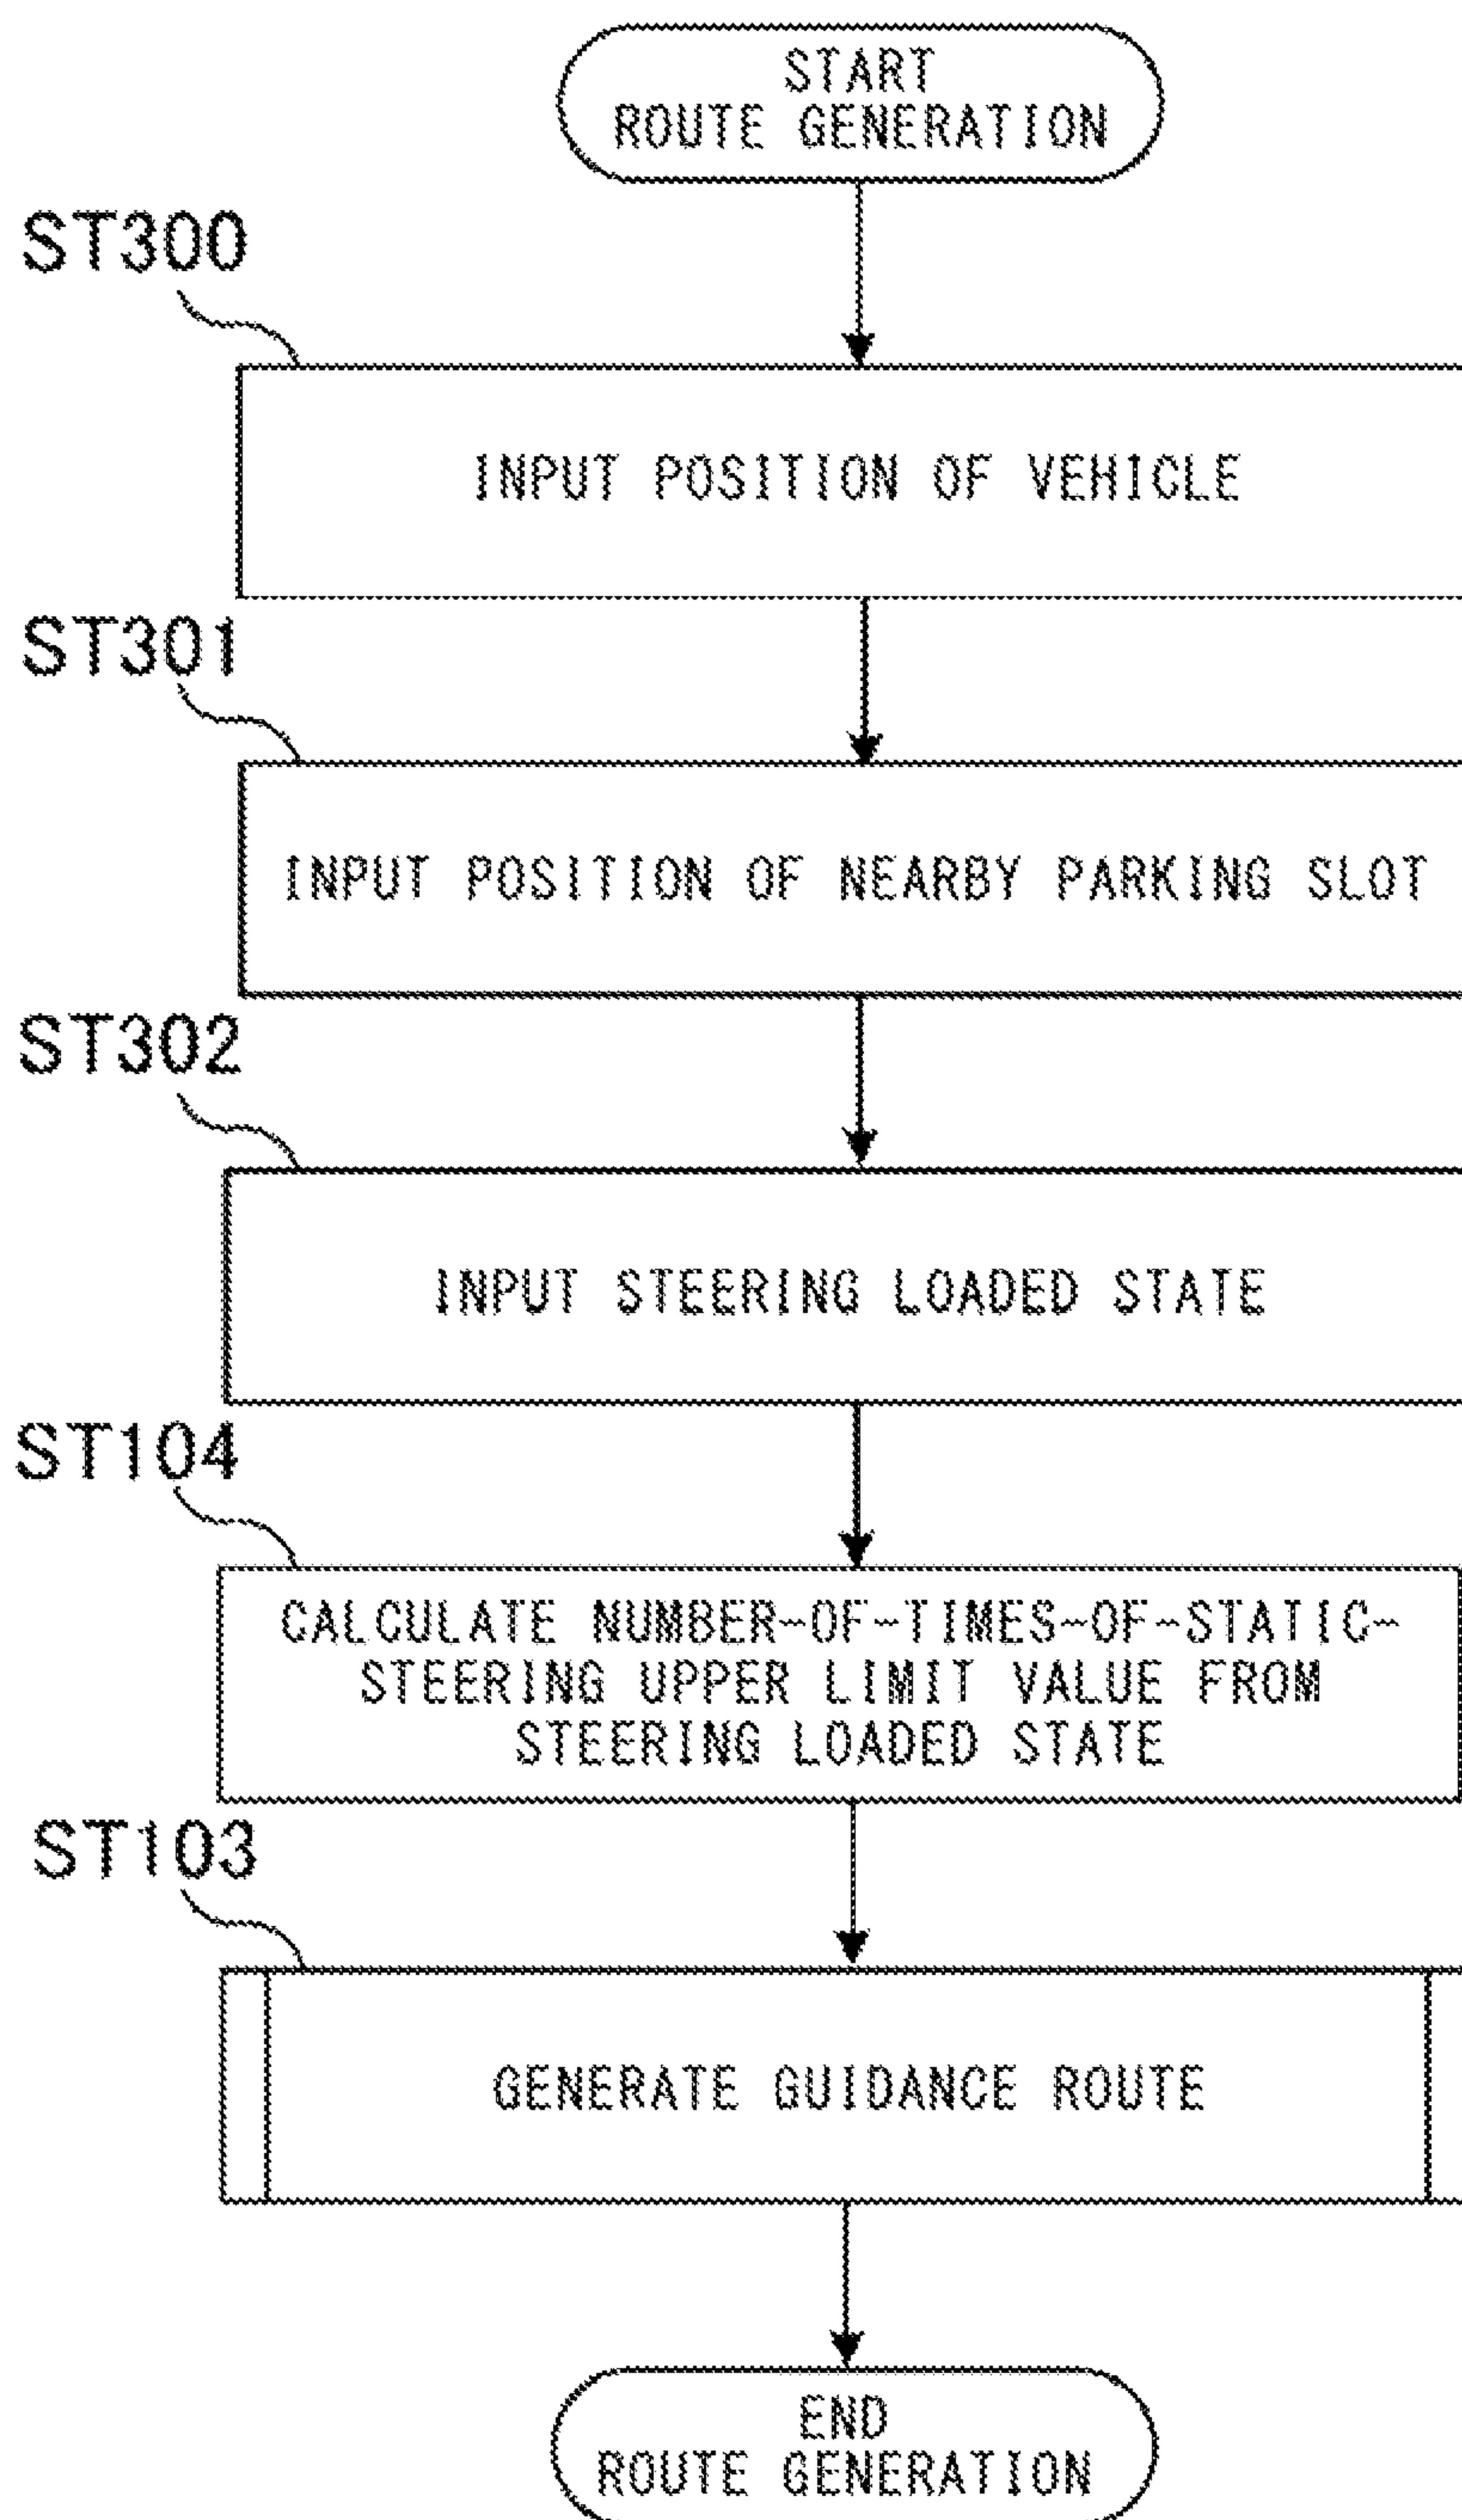 START
ROUTE GENERATION
ST300
INPUT POSITION OF VEHICLE
ST301
INPUT POSITION OF NEARBY PARKING SLOT
ST302
INPUT STEERING LOADED STATE
ST104
CALCULATE NUMBER-OF-TIMES-OF-STATIC-
STEERING UPPER LIMIT VALUE FROM
STEERING LOADED STATE
ST103
GENERATE GUIDANCE ROUTE
END
ROUTE GENERATION